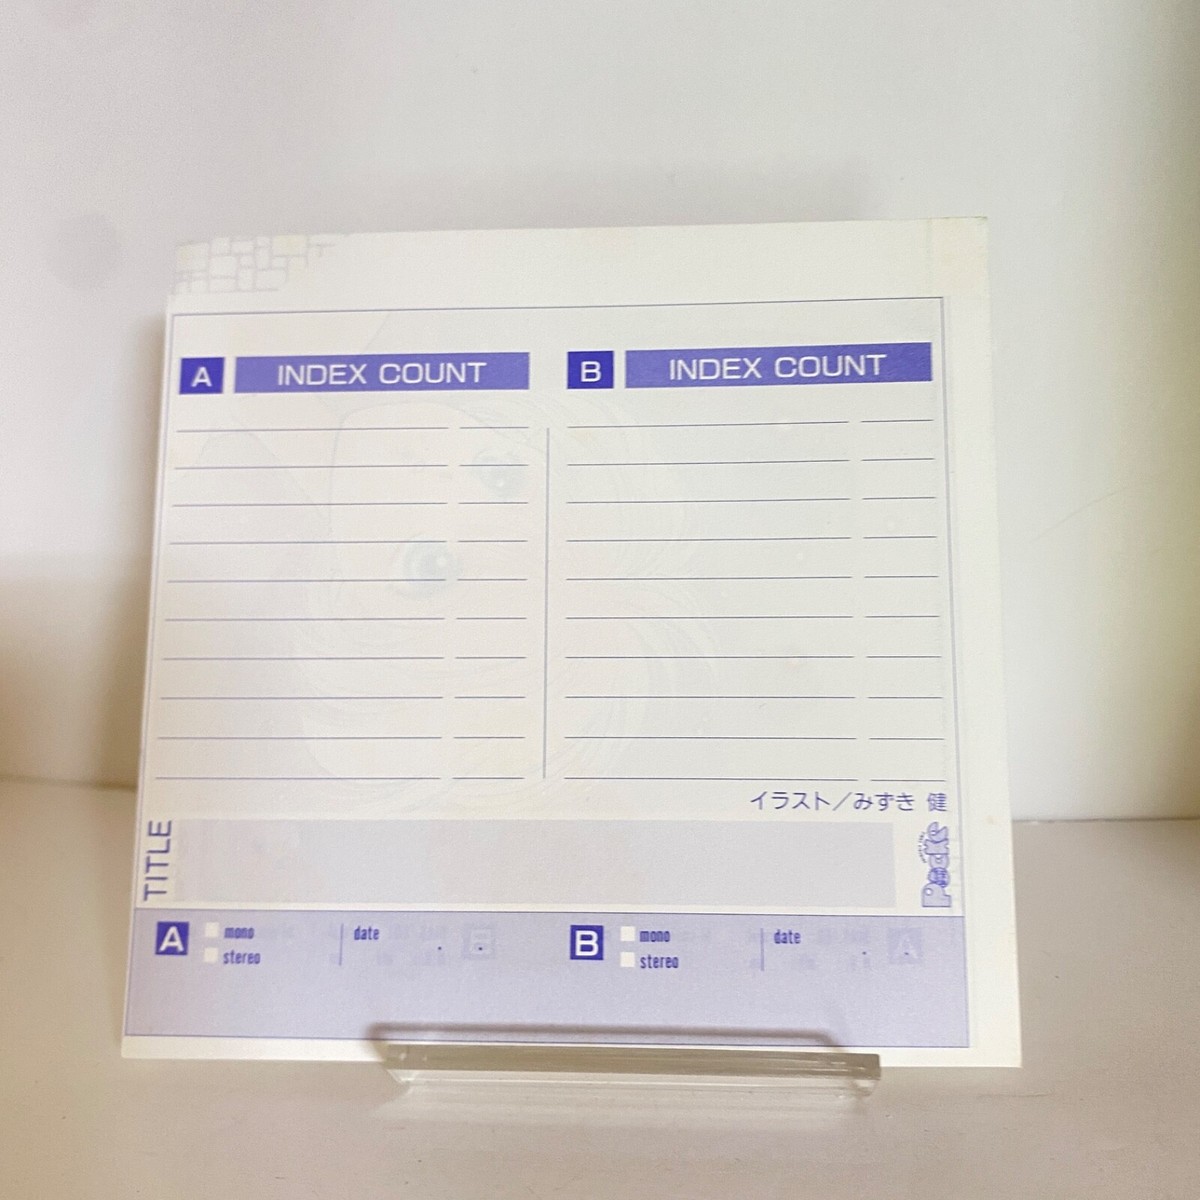 A INDEX COUNT B INDEX COUNT
イラスト／みずき 健
TITLE
Pocke
A mono date . . B mono date . .
stereo stereo